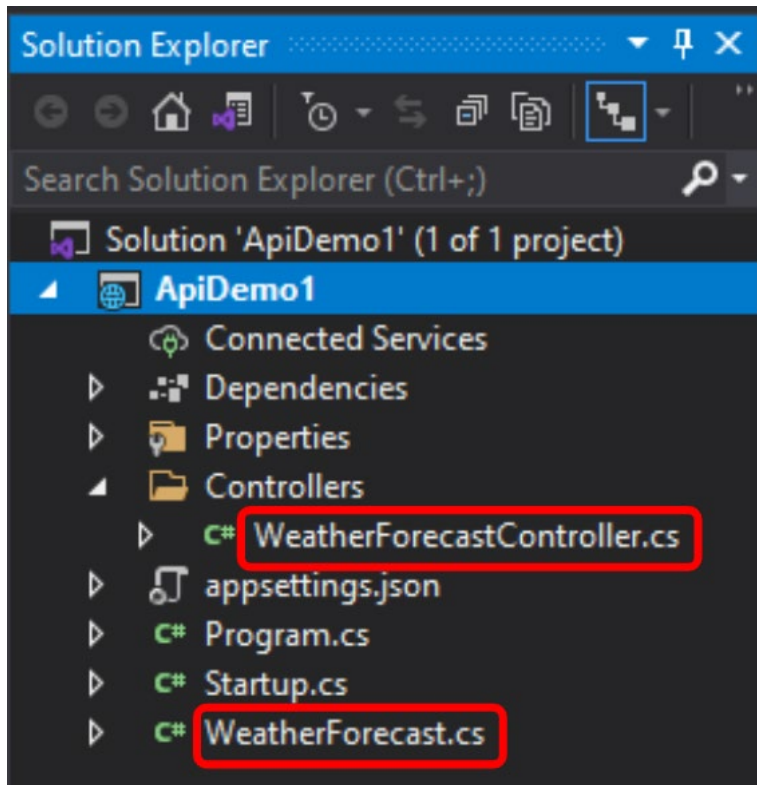 Solution Explorer
Search Solution Explorer (Ctrl+;)
Solution 'ApiDemo1' (1 of 1 project)
ApiDemo1
Connected Services
Dependencies
Properties
Controllers
C# WeatherForecastController.cs
appsettings.json
C# Program.cs
C# Startup.cs
C# WeatherForecast.cs